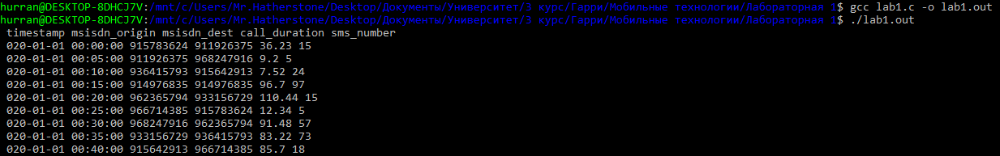 hurran@DESKTOP-8DHCJ7V:/mnt/c/Users/Mr.Hatherstone/Desktop/Документы/Университет/3 курс/Гарри/Мобильные технологии/Лабораторная 1$ gcc lab1.c -o lab1.out
hurran@DESKTOP-8DHCJ7V:/mnt/c/Users/Mr.Hatherstone/Desktop/Документы/Университет/3 курс/Гарри/Мобильные технологии/Лабораторная 1$ ./lab1.out
timestamp msisdn_origin msisdn_dest call_duration sms_number
020-01-01 00:00:00 915783624 911926375 36.23 15
020-01-01 00:05:00 911926375 968247916 9.2 5
020-01-01 00:10:00 936415793 915642913 7.52 24
020-01-01 00:15:00 914976835 914976835 96.7 97
020-01-01 00:20:00 962365794 933156729 110.44 15
020-01-01 00:25:00 966714385 915783624 12.34 5
020-01-01 00:30:00 968247916 962365794 91.48 57
020-01-01 00:35:00 933156729 936415793 83.22 73
020-01-01 00:40:00 915642913 966714385 85.7 18